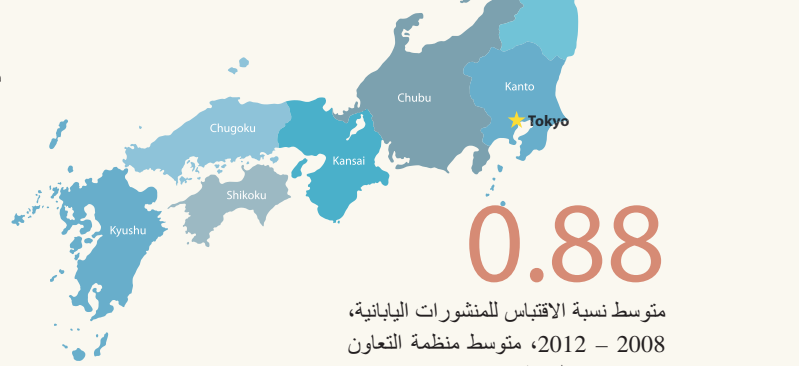 Chubu
Kanto
Tokyo
Chugoku
Kansai
Shikoku
Kyushu
0.88
متوسط نسبة الاقتباس للمنشورات اليابانية،
2008 – 2012، متوسط منظمة التعاون